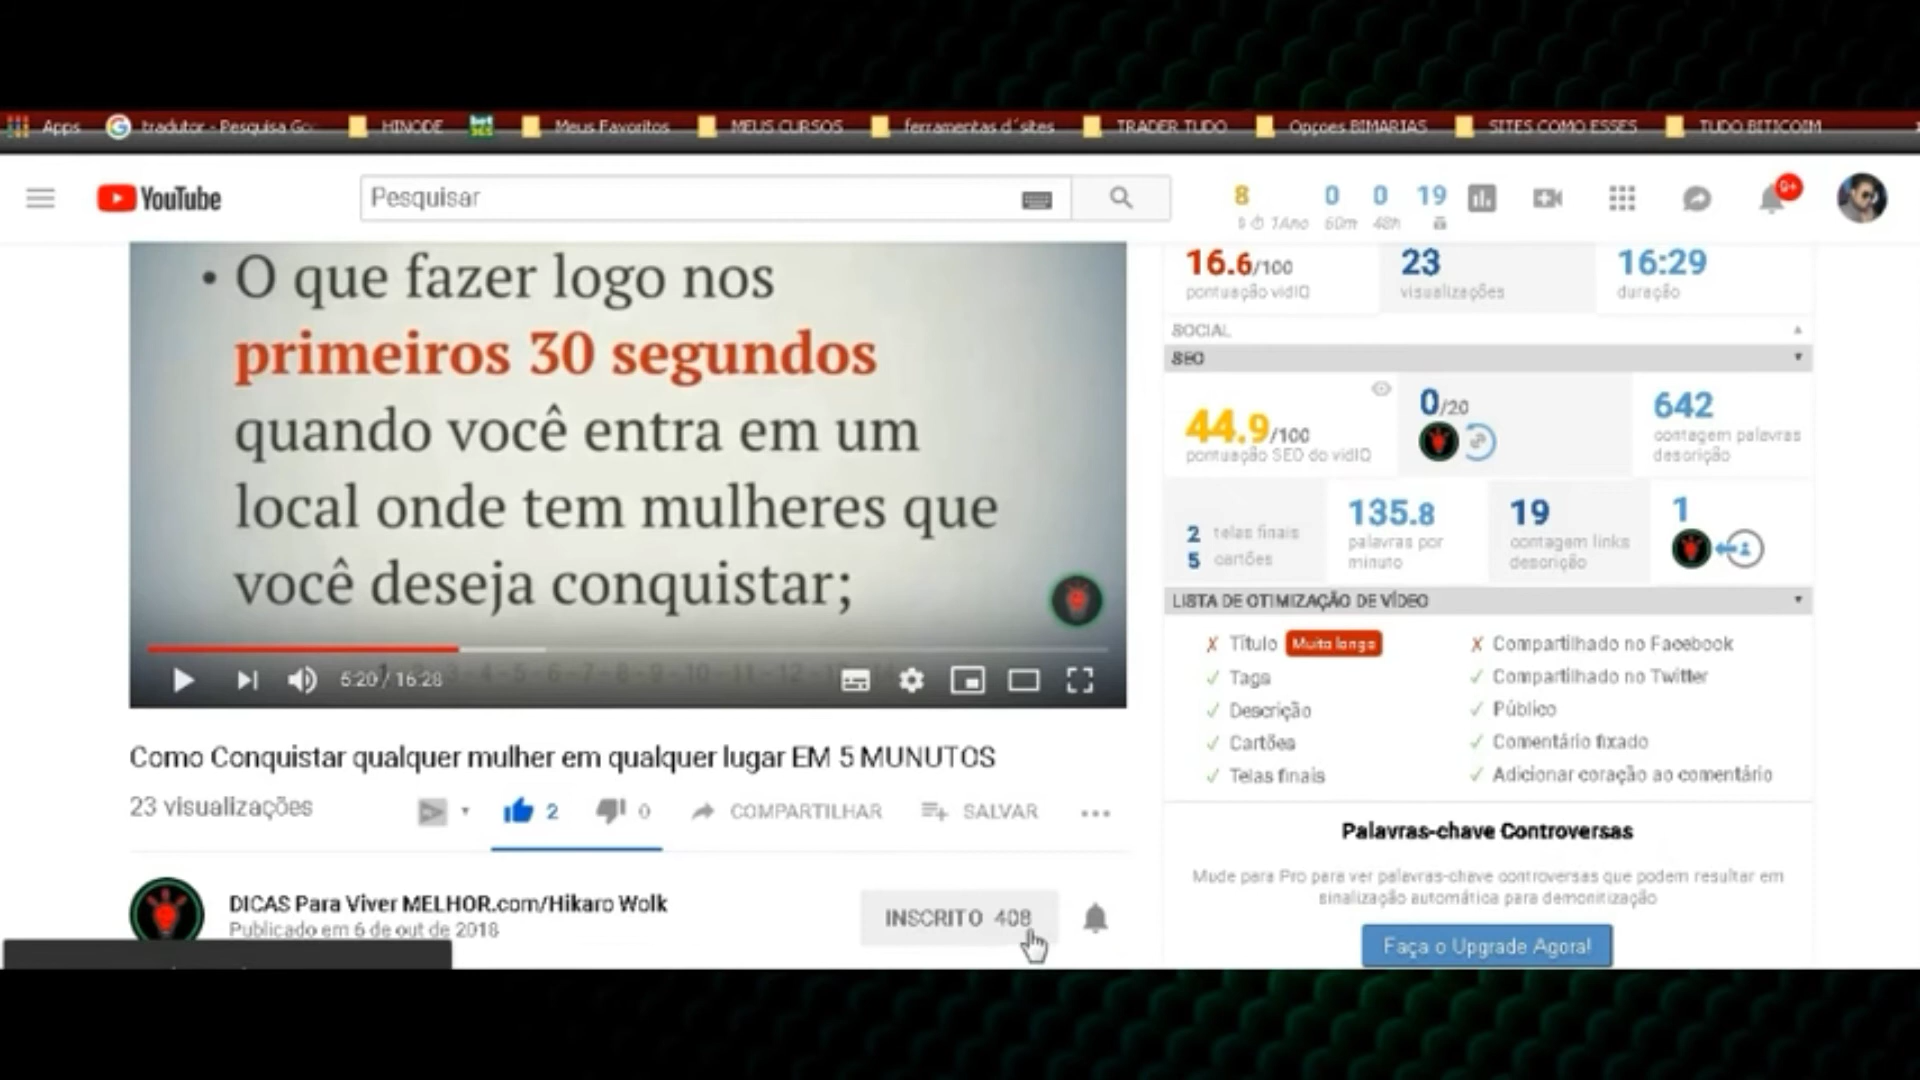 Apps tradutor - Pesquisa Go HINODE bet365 Meus Favoritos MEUS CURSOS ferramentas d´sites TRADER TUDO Opçoes BIMARIAS SITES COMO ESSES TUDO BITICOIM
YouTube
Pesquisar
8 0 0 19
60m 48h
9+
• O que fazer logo nos
primeiros 30 segundos
quando você entra em um
local onde tem mulheres que
você deseja conquistar;
5:20 / 16:28
Como Conquistar qualquer mulher em qualquer lugar EM 5 MUNUTOS
23 visualizações
2 0 COMPARTILHAR SALVAR
DICAS Para Viver MELHOR.com/Hikaro Wolk
Publicado em 6 de out de 2018
INSCRITO 408
16.6/100 23 16:29
pontuação vidIQ visualizações duração
SOCIAL
SEO
44.9/100 0/20 642
pontuação SEO do vidIQ
contagem palavras
descrição
2 telas finais
5 cartões
135.8
palavras por
minuto
19
contagem links
descrição
1
LISTA DE OTIMIZAÇÃO DE VÍDEO
Título Muito longo
Tags
Descrição
Cartões
Telas finais
Compartilhado no Facebook
Compartilhado no Twitter
Público
Comentário fixado
Adicionar coração ao comentário
Palavras-chave Controversas
Mude para Pro para ver palavras-chave controversas que podem resultar em
sinalização automática para demonitização
Faça o Upgrade Agora!